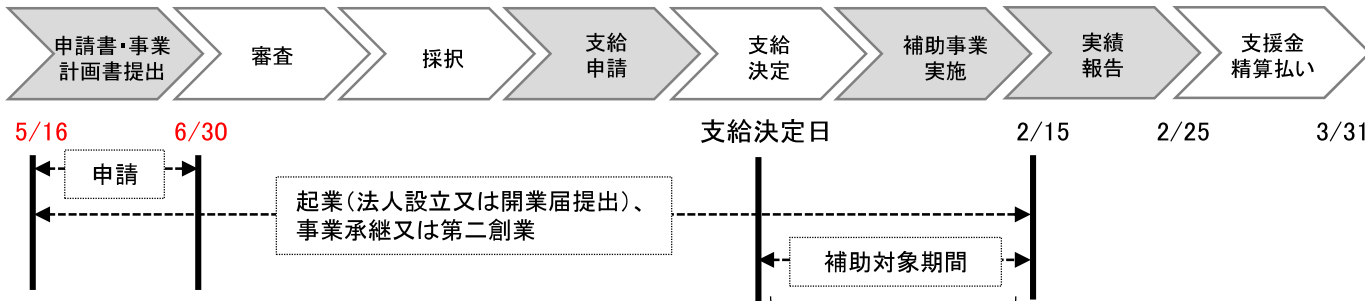 申請書・事業
計画書提出
審査
採択
支給
申請
支給
決定
補助事業
実施
実績
報告
支援金
精算払い
5/16
6/30
支給決定日
2/15
2/25
3/31
申請
起業（法人設立又は開業届提出）、
事業承継又は第二創業
補助対象期間